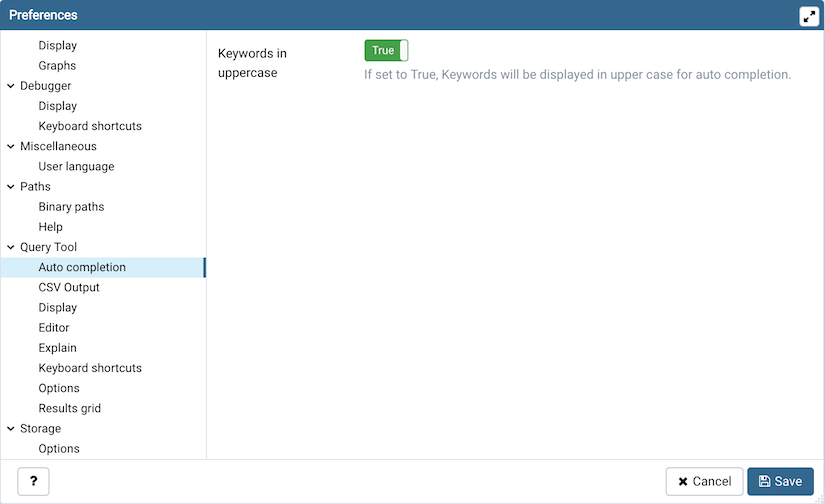 Preferences
Display
Graphs
Debugger
Display
Keyboard shortcuts
Miscellaneous
User language
Paths
Binary paths
Help
Query Tool
Auto completion
CSV Output
Display
Editor
Explain
Keyboard shortcuts
Options
Results grid
Storage
Options
Keywords in
uppercase
True
If set to True, Keywords will be displayed in upper case for auto completion.
?
Cancel
Save